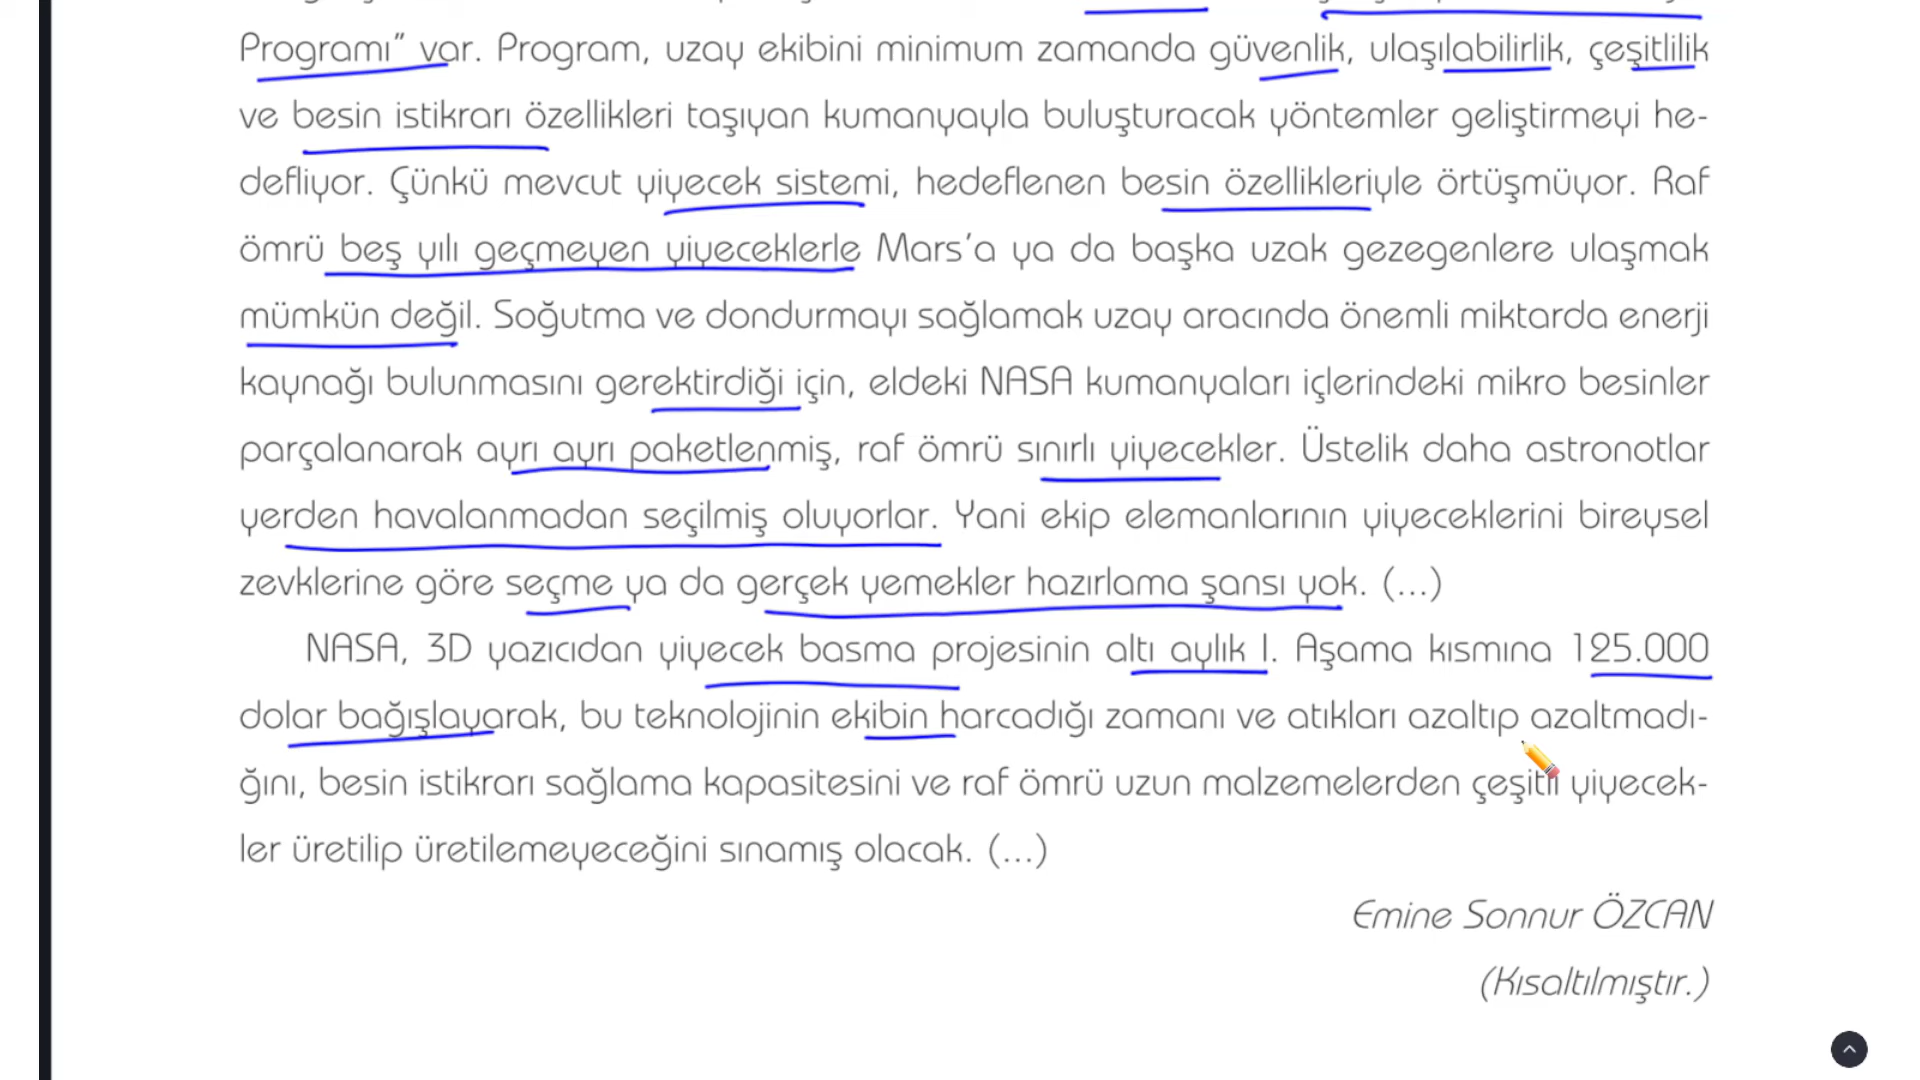 Programı” var. Program, uzay ekibini minimum zamanda güvenlik, ulaşılabilirlik, çeşitlilik
ve besin istikrarı özellikleri taşıyan kumanyayla buluşturacak yöntemler geliştirmeyi he-
defliyor. Çünkü mevcut yiyecek sistemi, hedeflenen besin özellikleriyle örtüşmüyor. Raf
ömrü beş yılı geçmeyen yiyeceklerle Mars’a ya da başka uzak gezegenlere ulaşmak
mümkün değil. Soğutma ve dondurmayı sağlamak uzay aracında önemli miktarda enerji
kaynağı bulunmasını gerektirdiği için, eldeki NASA kumanyaları içlerindeki mikro besinler
parçalanarak ayrı ayrı paketlenmiş, raf ömrü sınırlı yiyecekler. Üstelik daha astronotlar
yerden havalanmadan seçilmiş oluyorlar. Yani ekip elemanlarının yiyeceklerini bireysel
zevklerine göre seçme ya da gerçek yemekler hazırlama şansı yok. (...)
NASA, 3D yazıcıdan yiyecek basma projesinin altı aylık I. Aşama kısmına 125.000
dolar bağışlayarak, bu teknolojinin ekibin harcadığı zamanı ve atıkları azaltıp azaltmadı-
ğını, besin istikrarı sağlama kapasitesini ve raf ömrü uzun malzemelerden çeşitli yiyecek-
ler üretilip üretilemeyeceğini sınamış olacak. (...)
Emine Sonnur ÖZCAN
(Kısaltılmıştır.)